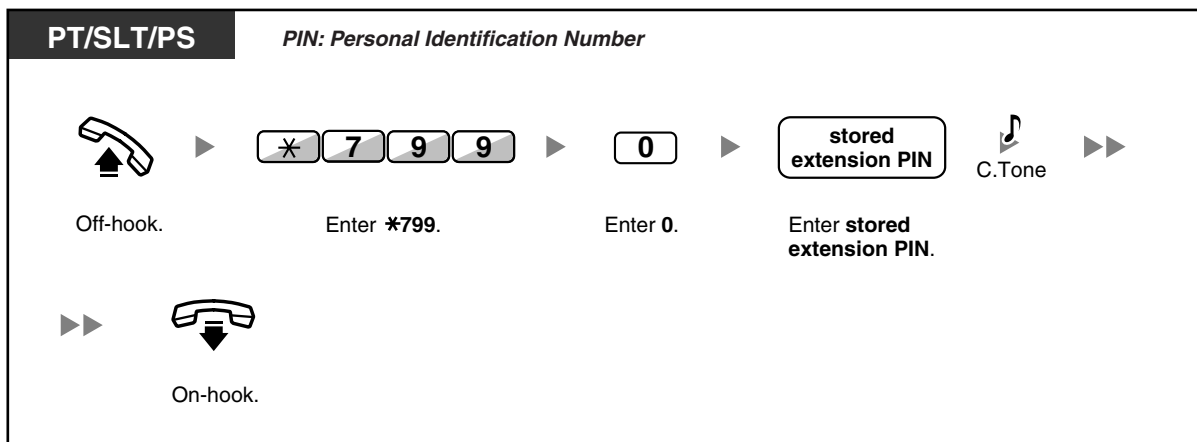 PT/SLT/PS
PIN: Personal Identification Number
* 7 9 9
0
stored
extension PIN
C.Tone
Off-hook.
Enter *799.
Enter 0.
Enter stored
extension PIN.
On-hook.